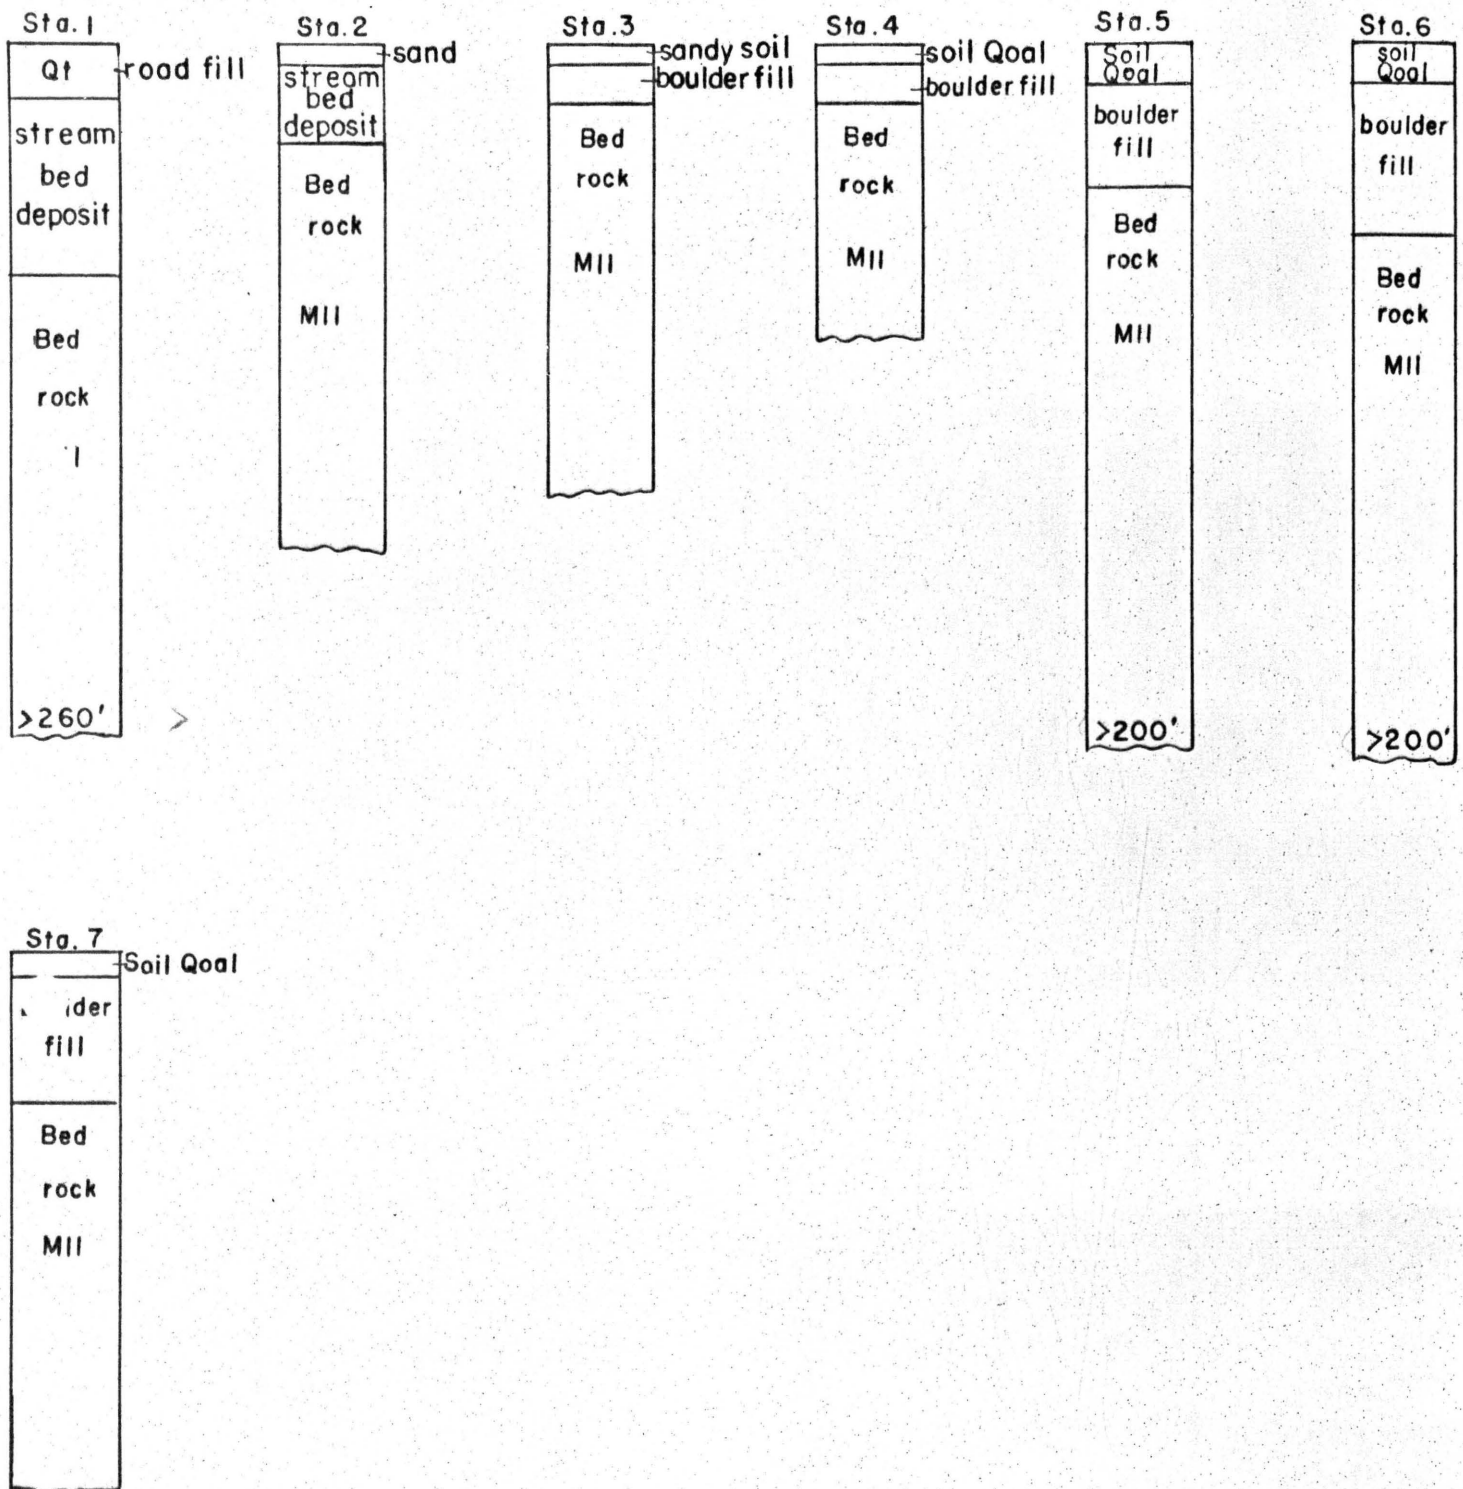 Sta. 1
Qt
road fill
stream
bed
deposit
Bed
rock
>260'
>
Sta. 2
sand
stream
bed
deposit
Bed
rock
MII
Sta. 3
sandy soil
boulder fill
Bed
rock
MII
Sta. 4
soil Qoal
boulder fill
Bed
rock
MII
Sta. 5
Soil
Qoal
boulder
fill
Bed
rock
MII
>200'
Sta. 6
soil
Qoal
boulder
fill
Bed
rock
MII
>200'
Sta. 7
Soil Qoal
fill
Bed
rock
MII